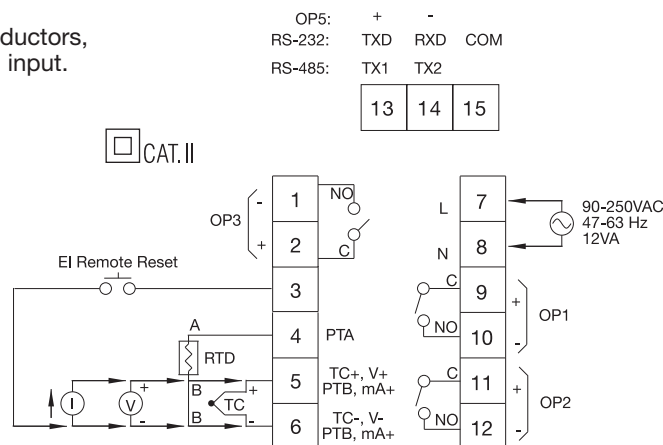 ductors,
input.
OP5: + -
RS-232: TXD RXD COM
RS-485: TX1 TX2
13 14 15
CAT. II
OP3
- 1 NO
+ 2 C
EI Remote Reset
3
A 4 PTA
RTD
I V + - B B TC + -
5 TC+, V+
PTB, mA+
6 TC-, V-
PTB, mA+
L 7
N 8
90-250VAC
47-63 Hz
12VA
C 9 +
NO 10 -
OP1
C 11 +
NO 12 -
OP2